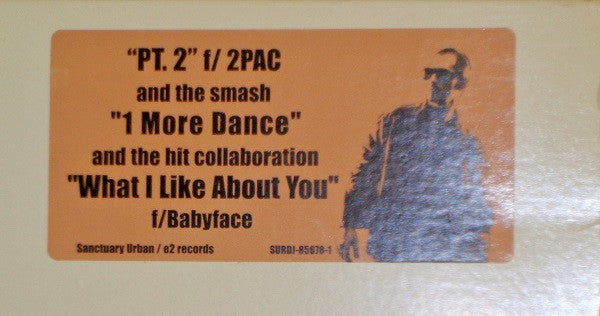 “PT. 2” f/ 2PAC
and the smash
"1 More Dance"
and the hit collaboration
"What I Like About You"
f/Babyface
Sanctuary Urban / e2 records SURDJ-85678-1